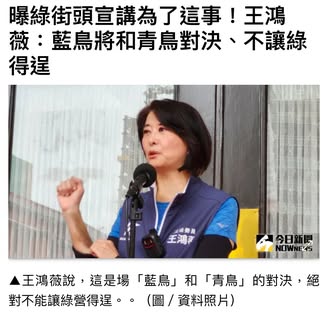 曝綠街頭宣講為了這事！王鴻
薇：藍鳥將和青鳥對決、不讓綠
得逞
王鴻薇
今日新聞
NOWnews
▲王鴻薇說，這是場「藍鳥」和「青鳥」的對決，絕
對不能讓綠營得逞。。（圖 / 資料照片）